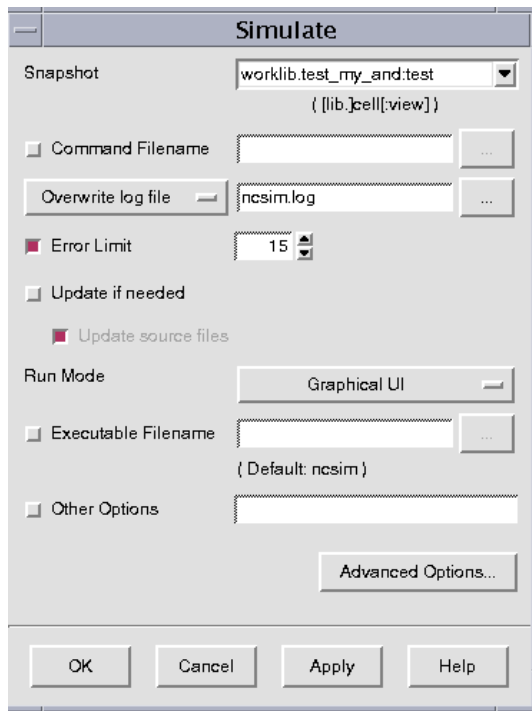 Simulate
Snapshot worklib.test_my_and:test
( [lib.]cell[:view] )
Command Filename ...
Overwrite log file ncsim.log ...
Error Limit 15
Update if needed
Update source files
Run Mode Graphical UI
Executable Filename ...
( Default: ncsim )
Other Options
Advanced Options...
OK Cancel Apply Help